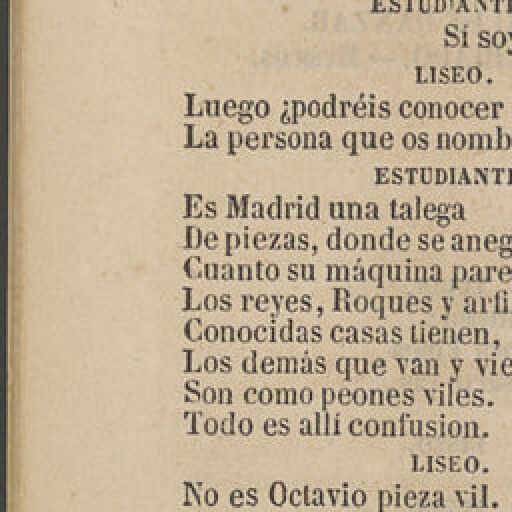 ESTUDIANTE
Sí soy
LISEO.
Luego ¿podréis conocer
La persona que os nomb
ESTUDIANTE
Es Madrid una talega
De piezas, donde se aneg
Cuanto su máquina pare
Los reyes, Roques y arfi
Conocidas casas tienen,
Los demás que van y vie
Son como peones viles.
Todo es allí confusion.
LISEO.
No es Octavio pieza vil.